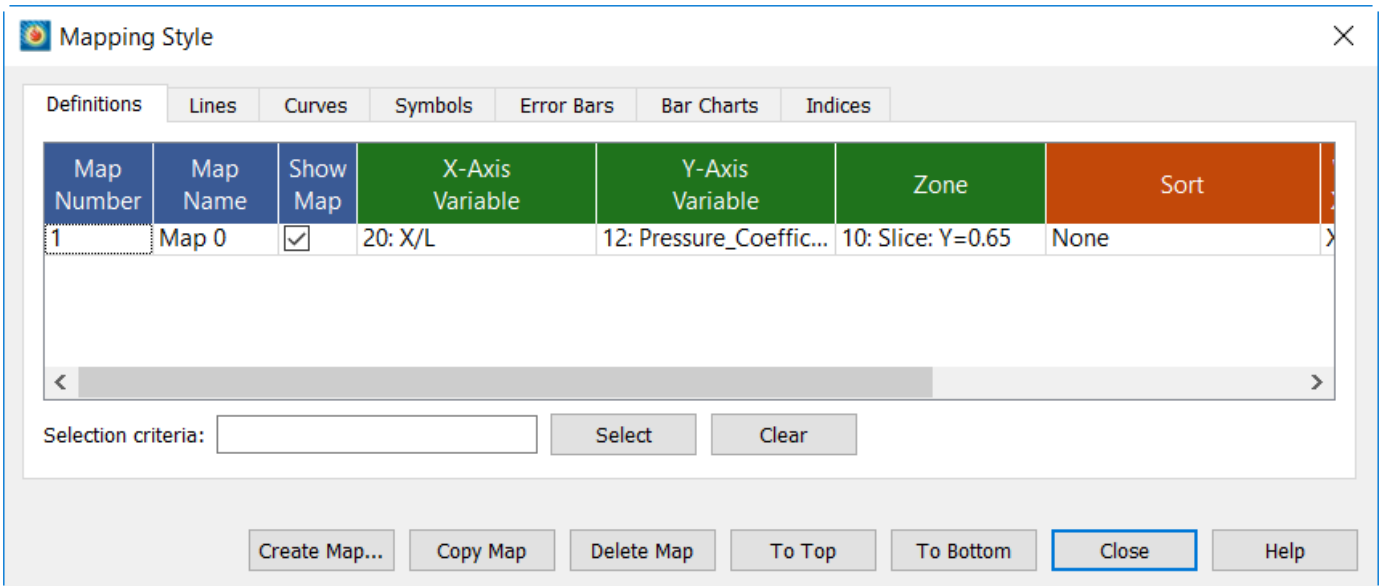 Mapping Style
Definitions Lines Curves Symbols Error Bars Bar Charts Indices
Map Number Map Name Show Map X-Axis Variable Y-Axis Variable Zone Sort
1 Map 0 20: X/L 12: Pressure_Coeffic... 10: Slice: Y=0.65 None
Selection criteria: Select Clear
Create Map... Copy Map Delete Map To Top To Bottom Close Help